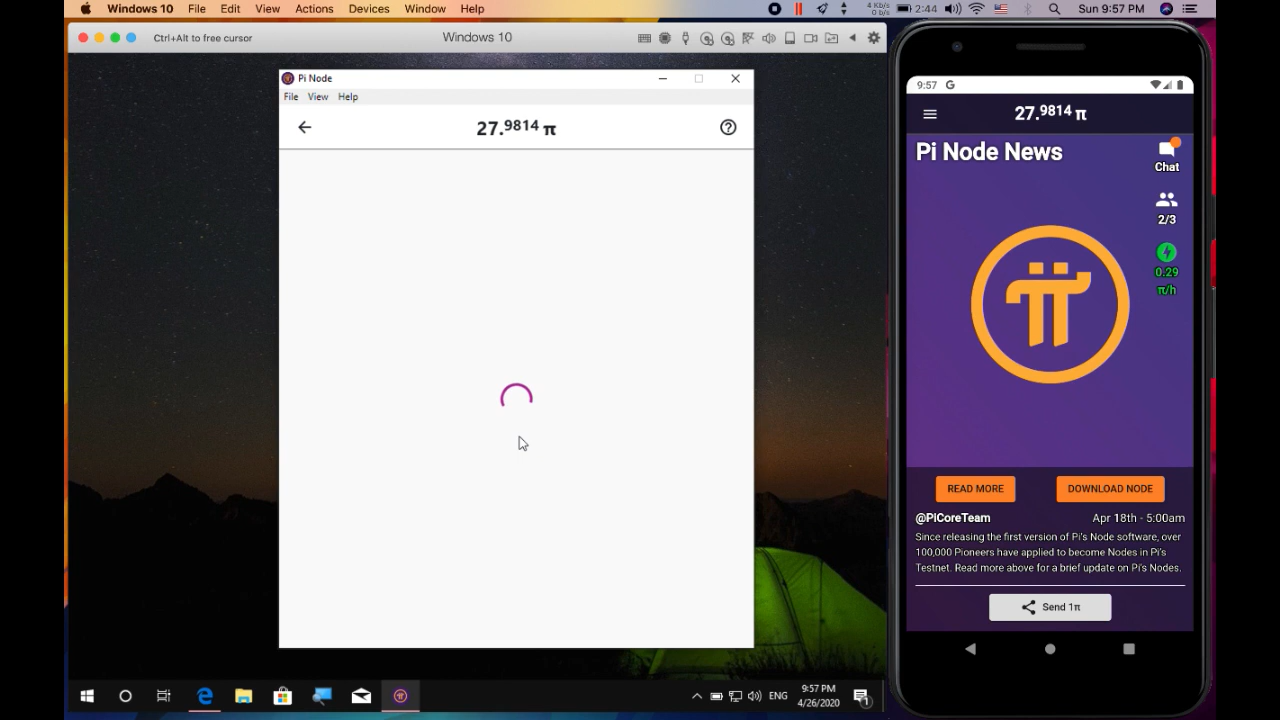 Windows 10 File Edit View Actions Devices Window Help
4 Kb/s
0 b/s
2:44
Sun 9:57 PM
Ctrl+Alt to free cursor
Windows 10
Pi Node
File View Help
27.9814 π
ENG
9:57 PM
4/26/2020
1
9:57 G
27.9814 π
Pi Node News
Chat
2/3
0.29
π/h
READ MORE
DOWNLOAD NODE
@PiCoreTeam
Apr 18th - 5:00am
Since releasing the first version of Pi's Node software, over
100,000 Pioneers have applied to become Nodes in Pi's
Testnet. Read more above for a brief update on Pi's Nodes.
Send 1π